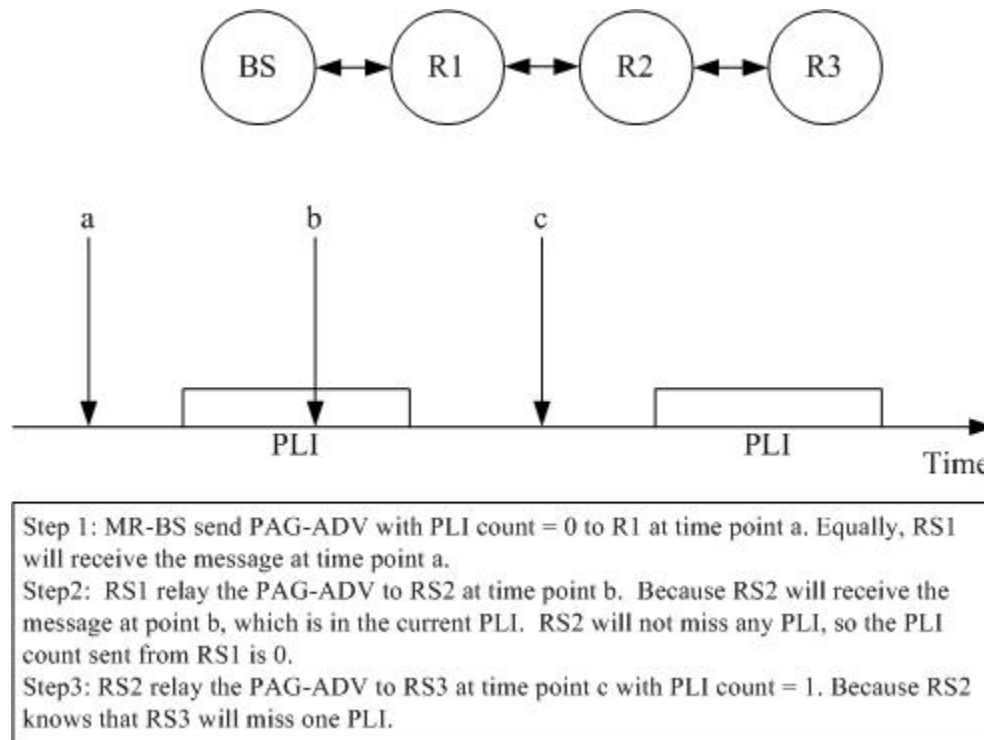 BS R1 R2 R3
a b c
PLI PLI
Time
Step 1: MR-BS send PAG-ADV with PLI count = 0 to R1 at time point a. Equally, RS1
will receive the message at time point a.
Step2:  RS1 relay the PAG-ADV to RS2 at time point b.  Because RS2 will receive the
message at point b, which is in the current PLI.  RS2 will not miss any PLI, so the PLI
count sent from RS1 is 0.
Step3: RS2 relay the PAG-ADV to RS3 at time point c with PLI count = 1. Because RS2
knows that RS3 will miss one PLI.